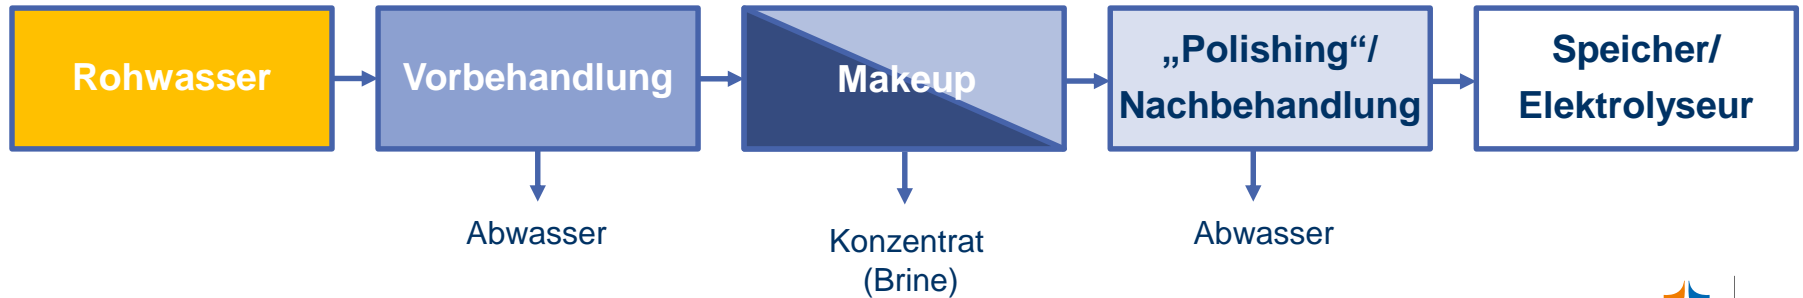 Rohwasser
Vorbehandlung
Makeup
„Polishing“/
Nachbehandlung
Speicher/
Elektrolyseur
Abwasser
Konzentrat
(Brine)
Abwasser